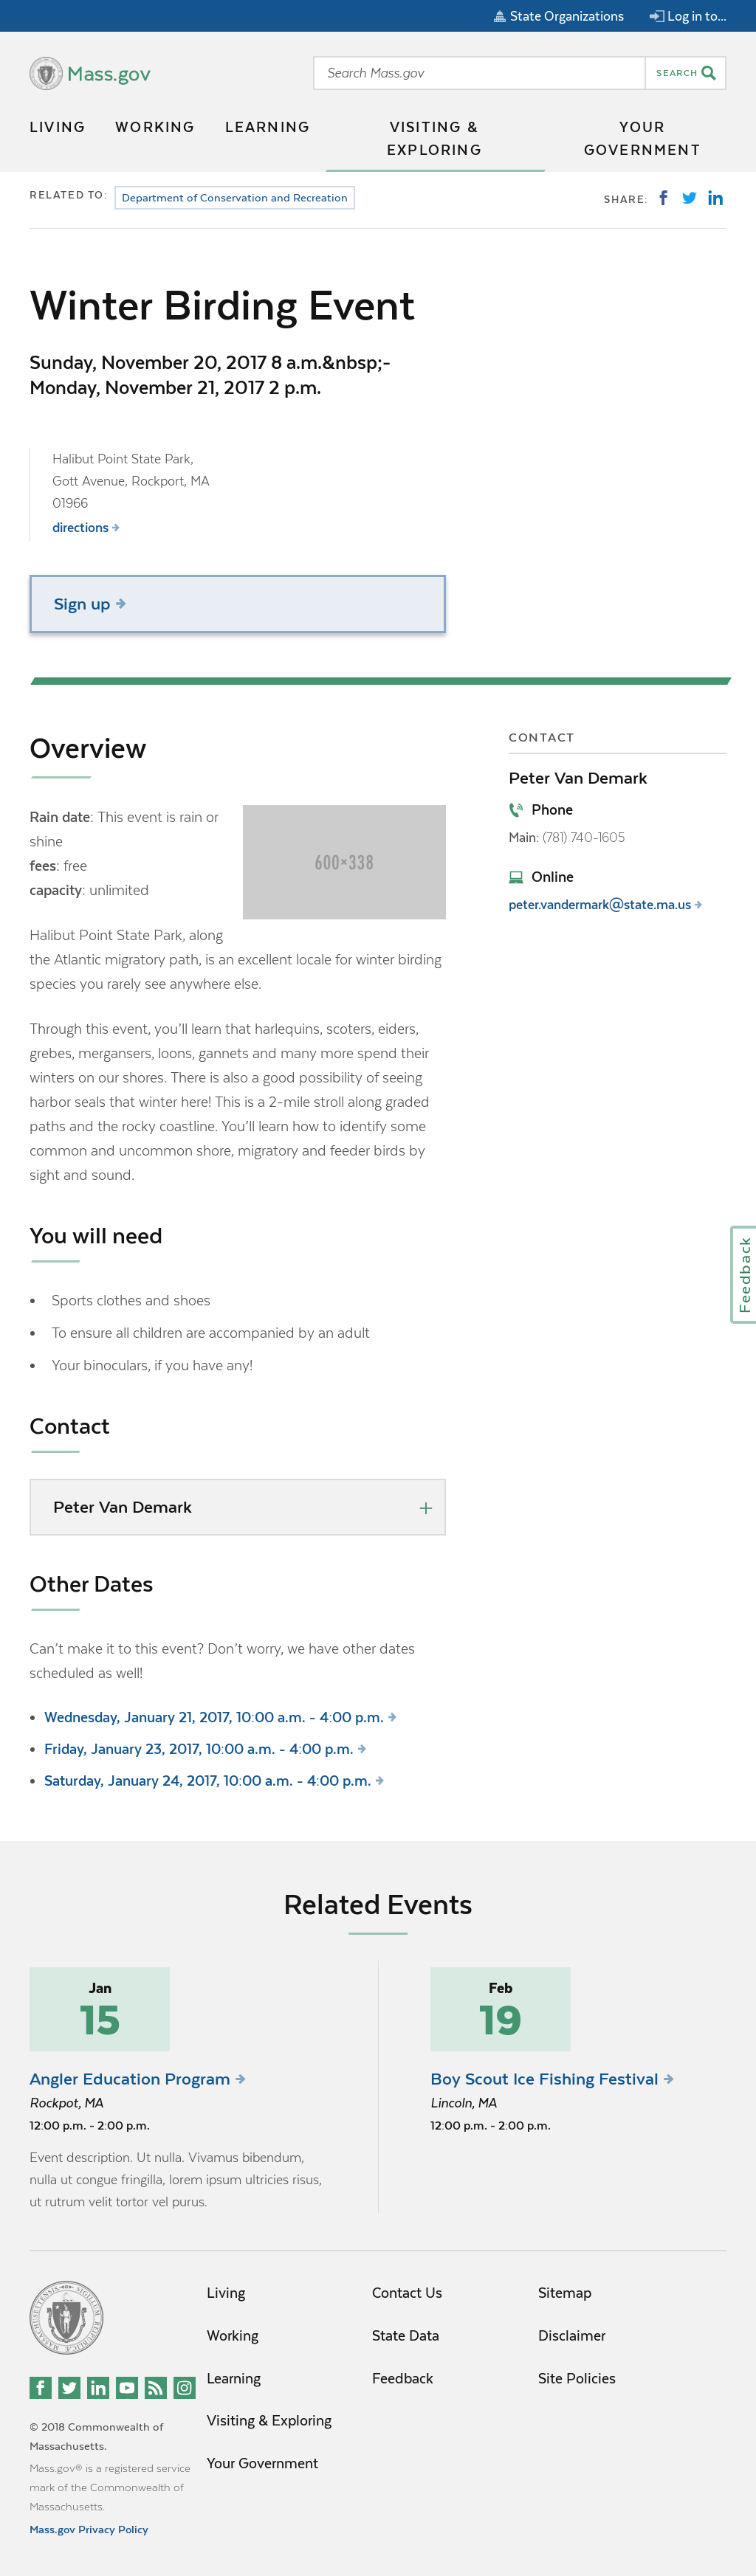 State Organizations
Log in to...
Mass.gov
Search Mass.gov
SEARCH
LIVING
WORKING
LEARNING
VISITING &
EXPLORING
YOUR
GOVERNMENT
RELATED TO:
Department of Conservation and Recreation
SHARE:
Winter Birding Event
Sunday, November 20, 2017 8 a.m.&nbsp;-
Monday, November 21, 2017 2 p.m.
Halibut Point State Park,
Gott Avenue, Rockport, MA
01966
directions
Sign up
Overview
Rain date: This event is rain or
shine
fees: free
capacity: unlimited
600×338
Halibut Point State Park, along
the Atlantic migratory path, is an excellent locale for winter birding
species you rarely see anywhere else.
Through this event, you’ll learn that harlequins, scoters, eiders,
grebes, mergansers, loons, gannets and many more spend their
winters on our shores. There is also a good possibility of seeing
harbor seals that winter here! This is a 2-mile stroll along graded
paths and the rocky coastline. You’ll learn how to identify some
common and uncommon shore, migratory and feeder birds by
sight and sound.
You will need
Sports clothes and shoes
To ensure all children are accompanied by an adult
Your binoculars, if you have any!
Contact
Peter Van Demark
Other Dates
Can’t make it to this event? Don’t worry, we have other dates
scheduled as well!
Wednesday, January 21, 2017, 10:00 a.m. - 4:00 p.m.
Friday, January 23, 2017, 10:00 a.m. - 4:00 p.m.
Saturday, January 24, 2017, 10:00 a.m. - 4:00 p.m.
CONTACT
Peter Van Demark
Phone
Main: (781) 740-1605
Online
peter.vandermark@state.ma.us
Feedback
Related Events
Jan
15
Angler Education Program
Rockpot, MA
12:00 p.m. - 2:00 p.m.
Event description. Ut nulla. Vivamus bibendum,
nulla ut congue fringilla, lorem ipsum ultricies risus,
ut rutrum velit tortor vel purus.
Feb
19
Boy Scout Ice Fishing Festival
Lincoln, MA
12:00 p.m. - 2:00 p.m.
Living
Working
Learning
Visiting & Exploring
Your Government
Contact Us
State Data
Feedback
Sitemap
Disclaimer
Site Policies
© 2018 Commonwealth of
Massachusetts.
Mass.gov® is a registered service
mark of the Commonwealth of
Massachusetts.
Mass.gov Privacy Policy